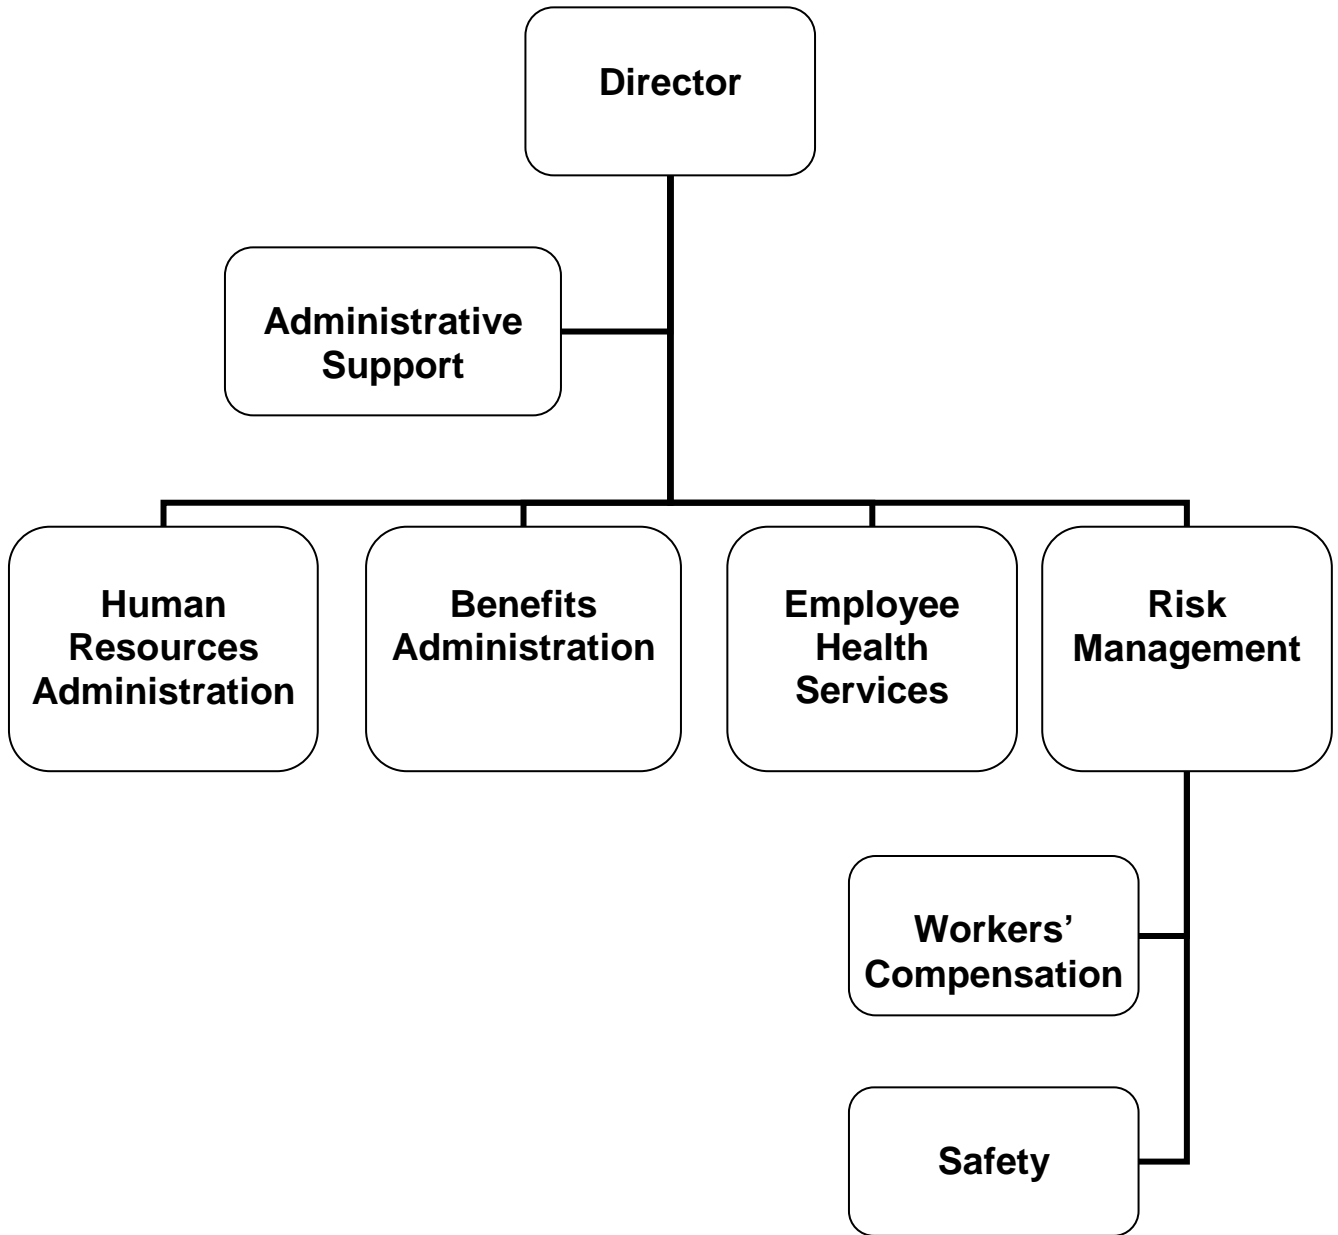 Director
Administrative
Support
Human
Resources
Administration
Benefits
Administration
Employee
Health
Services
Risk
Management
Workers’
Compensation
Safety